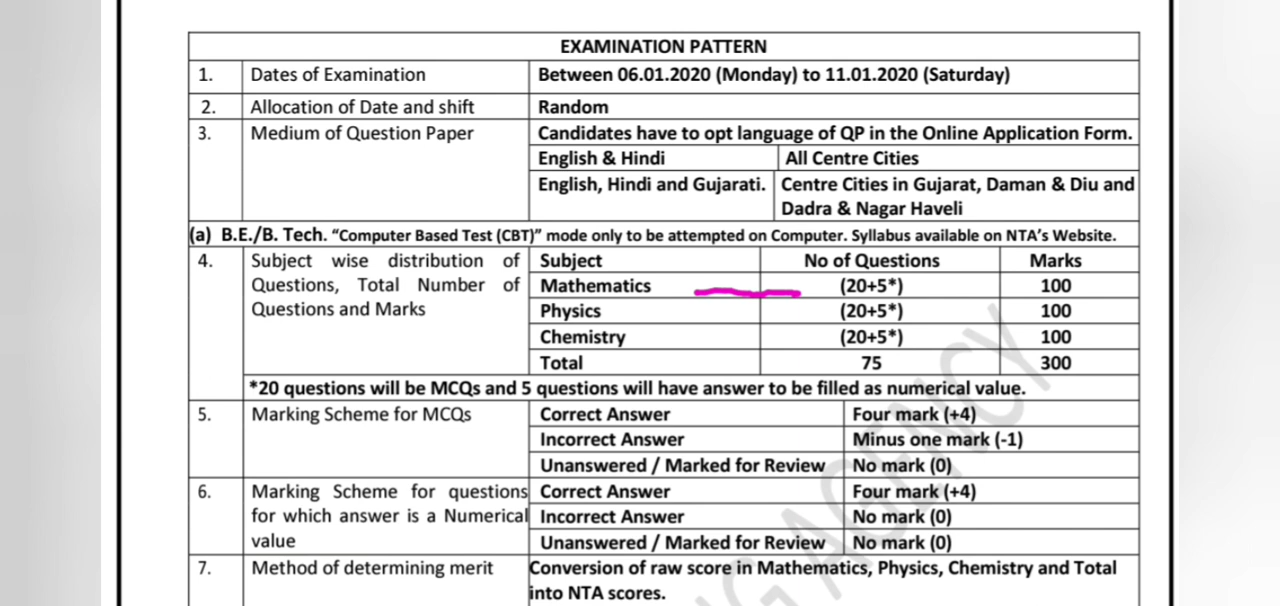 EXAMINATION PATTERN
1. Dates of Examination Between 06.01.2020 (Monday) to 11.01.2020 (Saturday)
2. Allocation of Date and shift Random
3. Medium of Question Paper Candidates have to opt language of QP in the Online Application Form.
English & Hindi All Centre Cities
English, Hindi and Gujarati. Centre Cities in Gujarat, Daman & Diu and
Dadra & Nagar Haveli
(a) B.E./B. Tech. “Computer Based Test (CBT)” mode only to be attempted on Computer. Syllabus available on NTA’s Website.
4. Subject wise distribution of Subject No of Questions Marks
Questions, Total Number of Mathematics (20+5*) 100
Questions and Marks Physics (20+5*) 100
Chemistry (20+5*) 100
Total 75 300
*20 questions will be MCQs and 5 questions will have answer to be filled as numerical value.
5. Marking Scheme for MCQs Correct Answer Four mark (+4)
Incorrect Answer Minus one mark (-1)
Unanswered / Marked for Review No mark (0)
6. Marking Scheme for questions Correct Answer Four mark (+4)
for which answer is a Numerical Incorrect Answer No mark (0)
value Unanswered / Marked for Review No mark (0)
7. Method of determining merit Conversion of raw score in Mathematics, Physics, Chemistry and Total
into NTA scores.
AGENCY